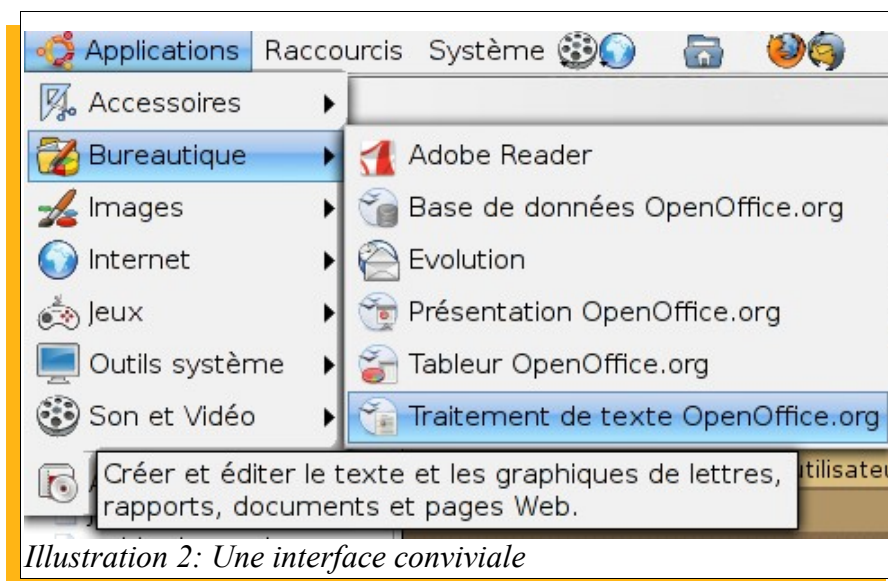 Applications Raccourcis Système
Accessoires
Bureautique
Images
Internet
Jeux
Outils système
Son et Vidéo
Adobe Reader
Base de données OpenOffice.org
Evolution
Présentation OpenOffice.org
Tableur OpenOffice.org
Traitement de texte OpenOffice.org
Créer et éditer le texte et les graphiques de lettres,
rapports, documents et pages Web.
Illustration 2: Une interface conviviale